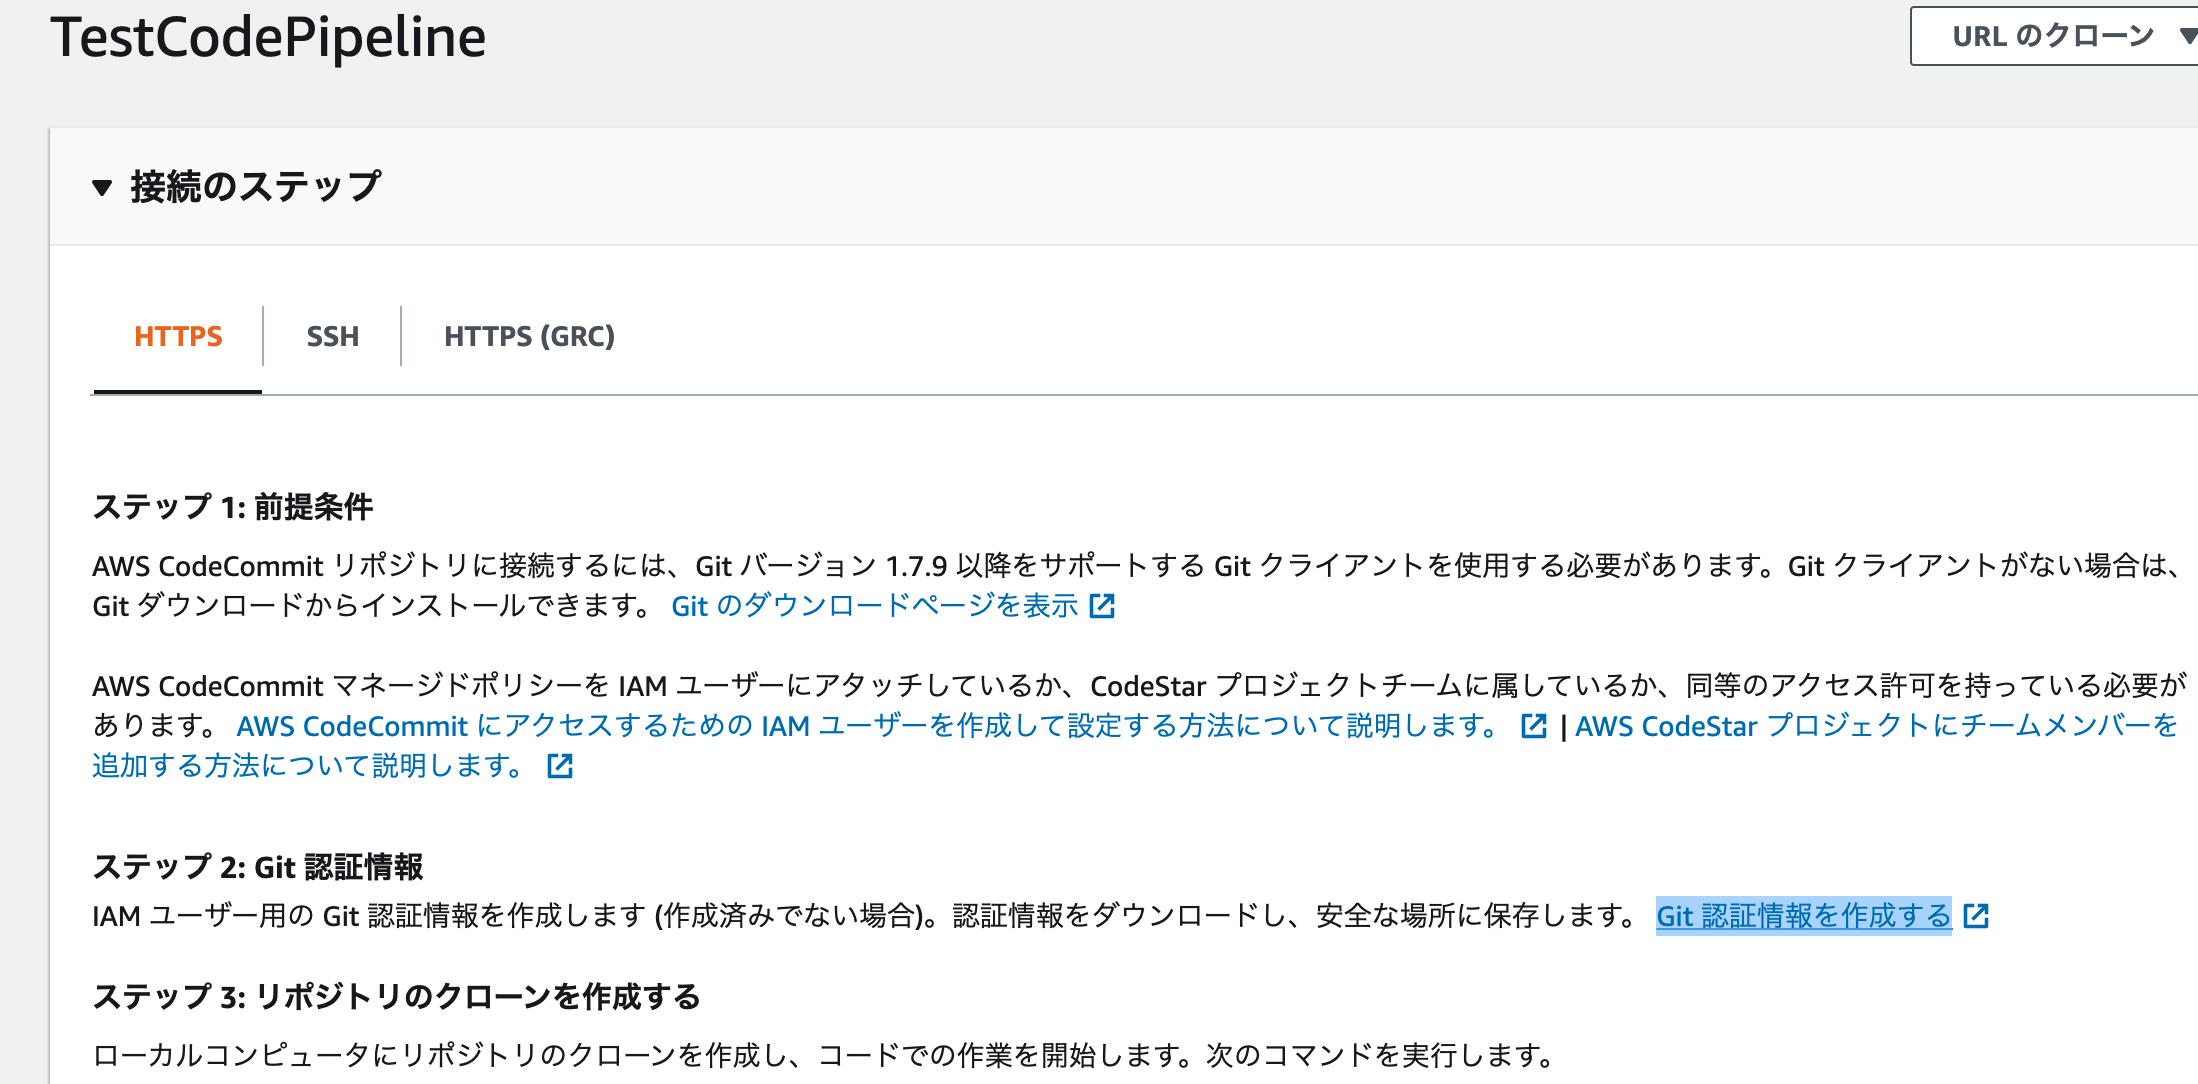 TestCodePipeline
URL のクローン
接続のステップ
HTTPS
SSH
HTTPS (GRC)
ステップ 1: 前提条件
AWS CodeCommit リポジトリに接続するには、Git バージョン 1.7.9 以降をサポートする Git クライアントを使用する必要があります。Git クライアントがない場合は、
Git ダウンロードからインストールできます。 Git のダウンロードページを表示
AWS CodeCommit マネージドポリシーを IAM ユーザーにアタッチしているか、CodeStar プロジェクトチームに属しているか、同等のアクセス許可を持っている必要が
あります。 AWS CodeCommit にアクセスするための IAM ユーザーを作成して設定する方法について説明します。 | AWS CodeStar プロジェクトにチームメンバーを
追加する方法について説明します。
ステップ 2: Git 認証情報
IAM ユーザー用の Git 認証情報を作成します (作成済みでない場合)。認証情報をダウンロードし、安全な場所に保存します。 Git 認証情報を作成する
ステップ 3: リポジトリのクローンを作成する
ローカルコンピュータにリポジトリのクローンを作成し、コードでの作業を開始します。次のコマンドを実行します。